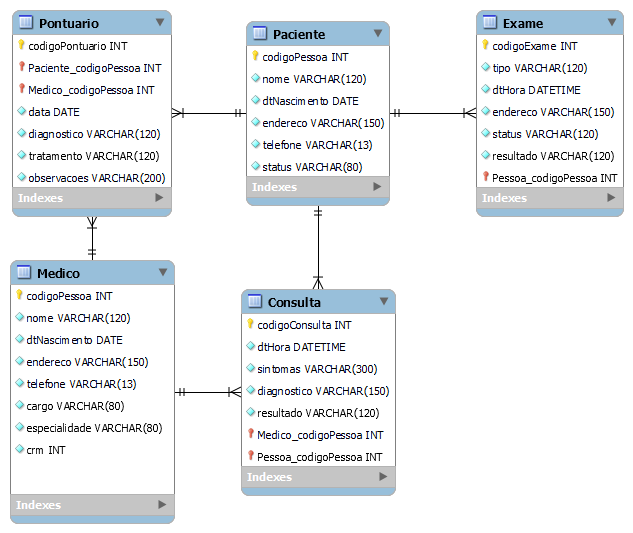 Pontuario
codigoPontuario INT
Paciente_codigoPessoa INT
Medico_codigoPessoa INT
data DATE
diagnostico VARCHAR(120)
tratamento VARCHAR(120)
observacoes VARCHAR(200)
Indexes
Paciente
codigoPessoa INT
nome VARCHAR(120)
dtNascimento DATE
endereco VARCHAR(150)
telefone VARCHAR(13)
status VARCHAR(80)
Indexes
Exame
codigoExame INT
tipo VARCHAR(120)
dtHora DATETIME
endereco VARCHAR(150)
status VARCHAR(120)
resultado VARCHAR(120)
Pessoa_codigoPessoa INT
Indexes
Medico
codigoPessoa INT
nome VARCHAR(120)
dtNascimento DATE
endereco VARCHAR(150)
telefone VARCHAR(13)
cargo VARCHAR(80)
especialidade VARCHAR(80)
crm INT
Indexes
Consulta
codigoConsulta INT
dtHora DATETIME
sintomas VARCHAR(300)
diagnostico VARCHAR(150)
resultado VARCHAR(120)
Medico_codigoPessoa INT
Pessoa_codigoPessoa INT
Indexes